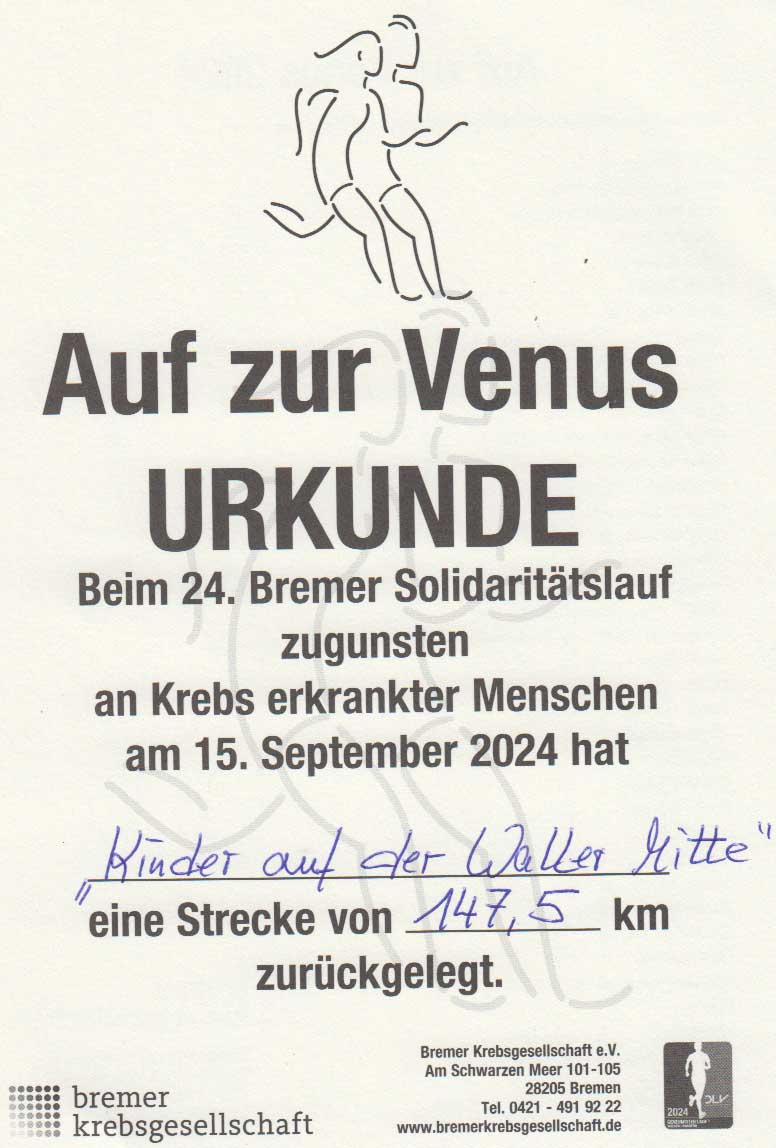 Auf zur Venus
URKUNDE
Beim 24. Bremer Solidaritätslauf
zugunsten
an Krebs erkrankter Menschen
am 15. September 2024 hat
„Kinder auf der Waller Mitte"
eine Strecke von 147,5 km
zurückgelegt.
Bremer Krebsgesellschaft e.V.
Am Schwarzen Meer 101-105
28205 Bremen
Tel. 0421 - 491 92 22
www.bremerkrebsgesellschaft.de
bremer
krebsgesellschaft
2024 DLV